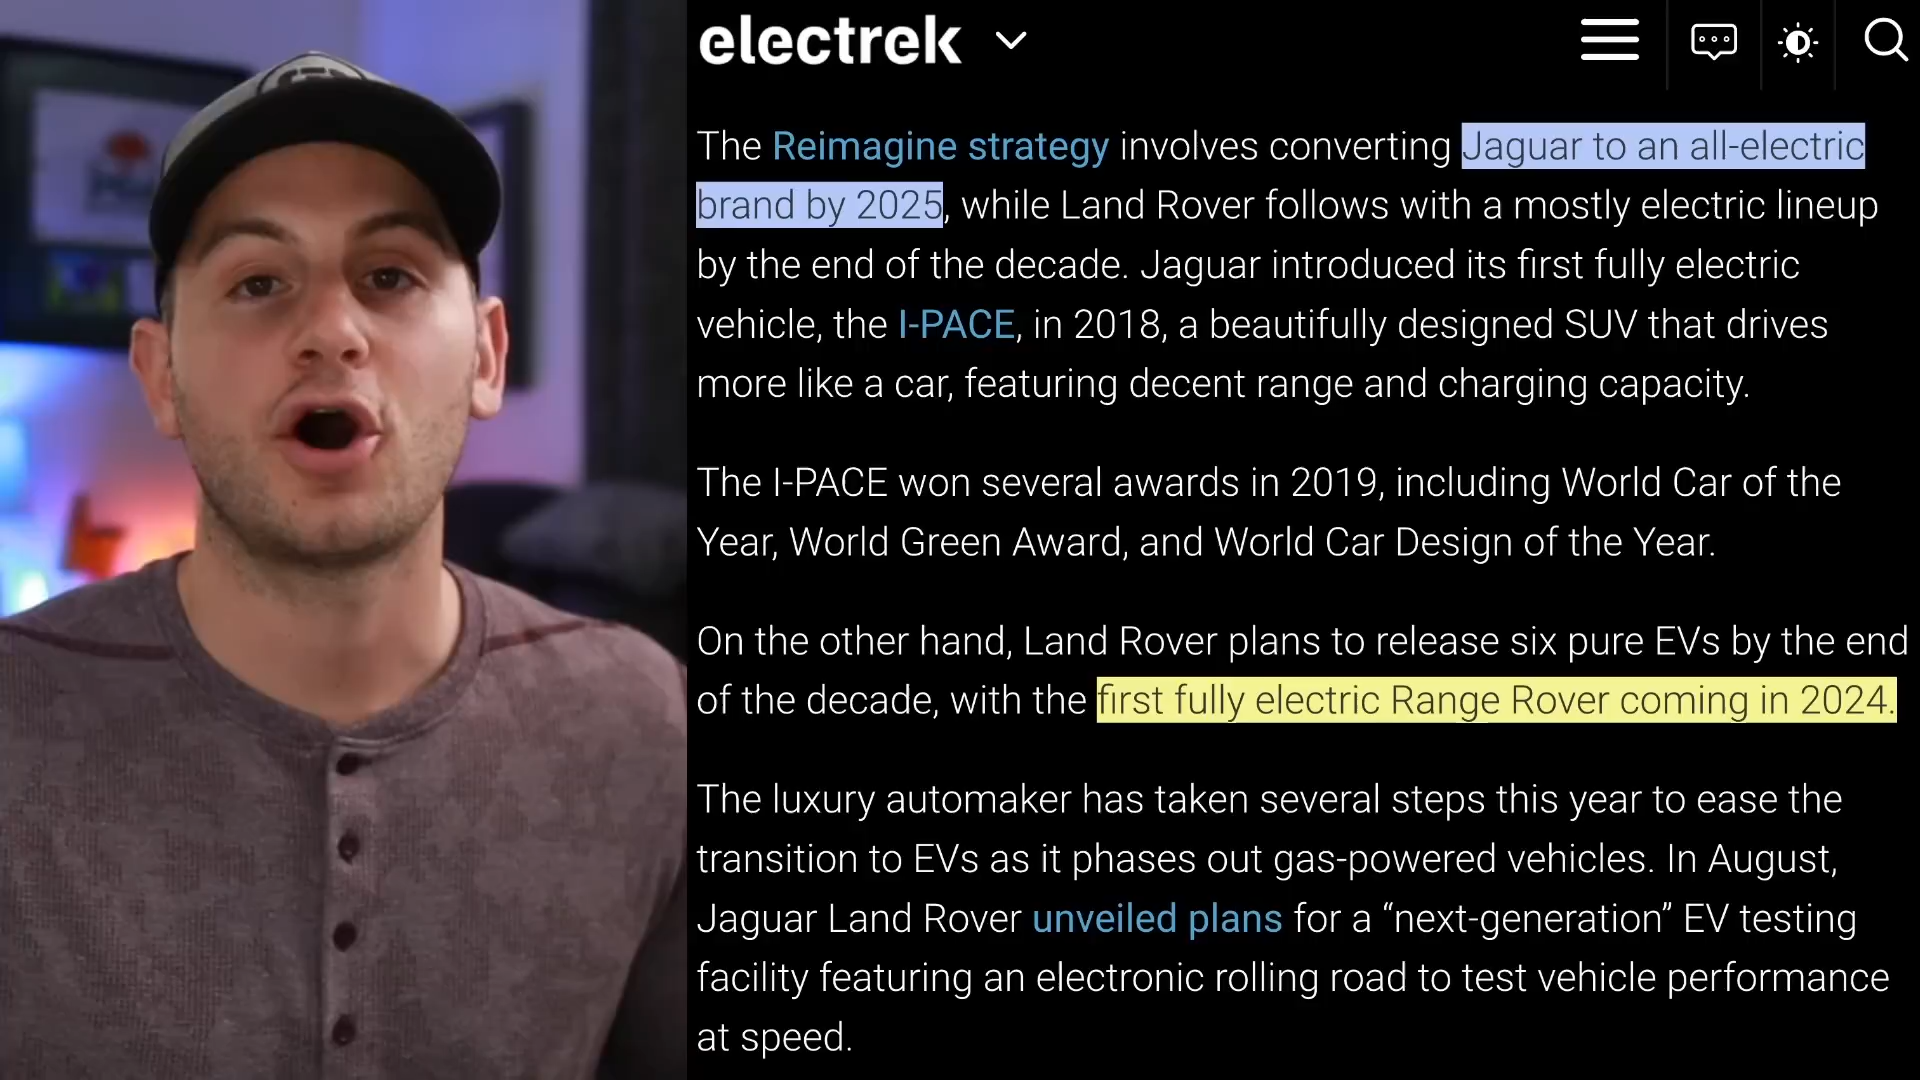 electrek
The Reimagine strategy involves converting Jaguar to an all-electric
brand by 2025, while Land Rover follows with a mostly electric lineup
by the end of the decade. Jaguar introduced its first fully electric
vehicle, the I-PACE, in 2018, a beautifully designed SUV that drives
more like a car, featuring decent range and charging capacity.
The I-PACE won several awards in 2019, including World Car of the
Year, World Green Award, and World Car Design of the Year.
On the other hand, Land Rover plans to release six pure EVs by the end
of the decade, with the first fully electric Range Rover coming in 2024.
The luxury automaker has taken several steps this year to ease the
transition to EVs as it phases out gas-powered vehicles. In August,
Jaguar Land Rover unveiled plans for a “next-generation” EV testing
facility featuring an electronic rolling road to test vehicle performance
at speed.